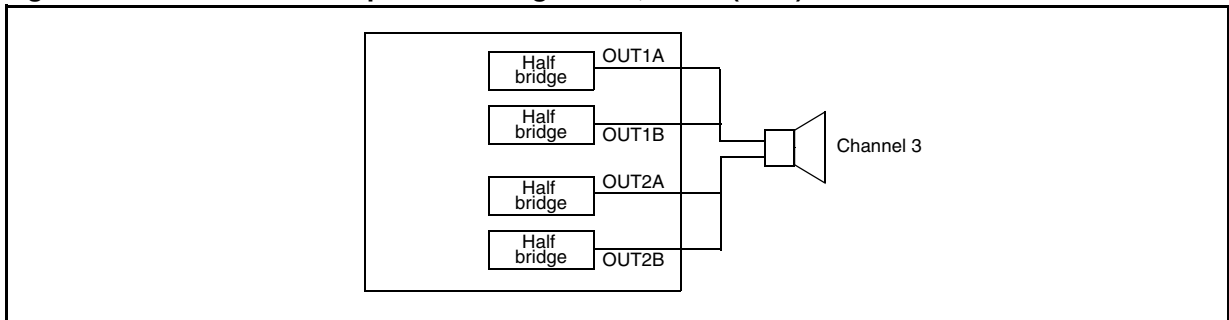 Half
bridge
OUT1A
Half
bridge
OUT1B
Channel 3
Half
bridge
OUT2A
Half
bridge
OUT2B